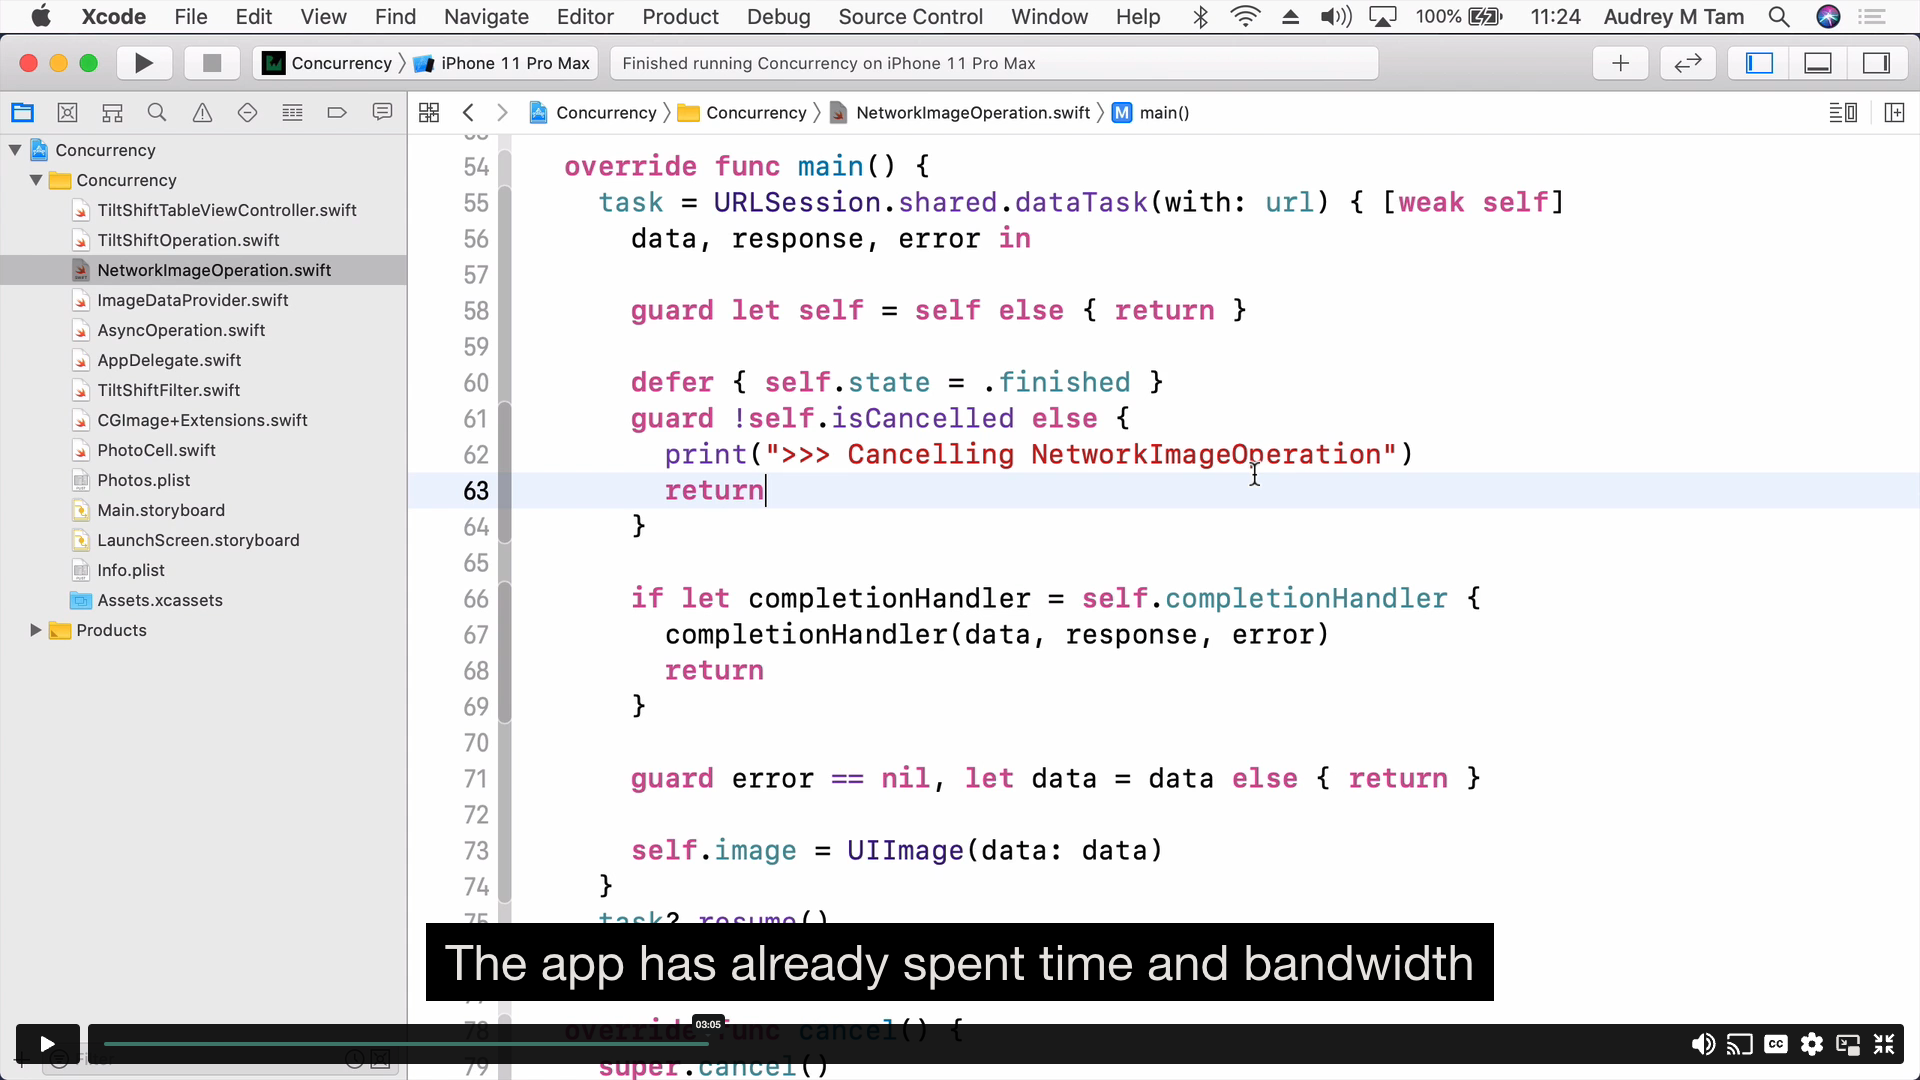 Xcode File Edit View Find Navigate Editor Product Debug Source Control Window Help 100% 11:24 Audrey M Tam
Concurrency iPhone 11 Pro Max Finished running Concurrency on iPhone 11 Pro Max
Concurrency Concurrency NetworkImageOperation.swift M main()
Concurrency
Concurrency
TiltShiftTableViewController.swift
TiltShiftOperation.swift
NetworkImageOperation.swift
ImageDataProvider.swift
AsyncOperation.swift
AppDelegate.swift
TiltShiftFilter.swift
CGImage+Extensions.swift
PhotoCell.swift
Photos.plist
Main.storyboard
LaunchScreen.storyboard
Info.plist
Assets.xcassets
Products
54 override func main() {
55 task = URLSession.shared.dataTask(with: url) { [weak self]
56 data, response, error in
57
58 guard let self = self else { return }
59
60 defer { self.state = .finished }
61 guard !self.isCancelled else {
62 print(">>> Cancelling NetworkImageOperation")
63 return
64 }
65
66 if let completionHandler = self.completionHandler {
67 completionHandler(data, response, error)
68 return
69 }
70
71 guard error == nil, let data = data else { return }
72
73 self.image = UIImage(data: data)
74 }
75 task?.resume()
The app has already spent time and bandwidth
03:05
78 override func cancel() {
CC
Filter
79 super.cancel()